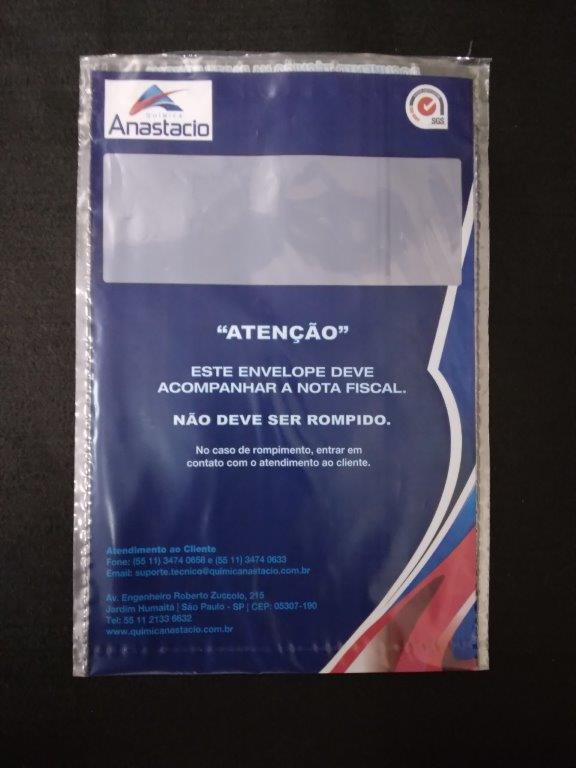 QUÍMICA
Anastacio
SGS
“ATENÇÃO”
ESTE ENVELOPE DEVE
ACOMPANHAR A NOTA FISCAL.
NÃO DEVE SER ROMPIDO.
No caso de rompimento, entrar em
contato com o atendimento ao cliente.
Atendimento ao Cliente
Fone: (55 11) 3474 0658 e (55 11) 3474 0633
Email: suporte.tecnico@quimicanastacio.com.br
Av. Engenheiro Roberto Zuccolo, 215
Jardim Humaitá | São Paulo - SP | CEP: 05307-190
Tel: 55 11 2133 6632
www.quimicanastacio.com.br